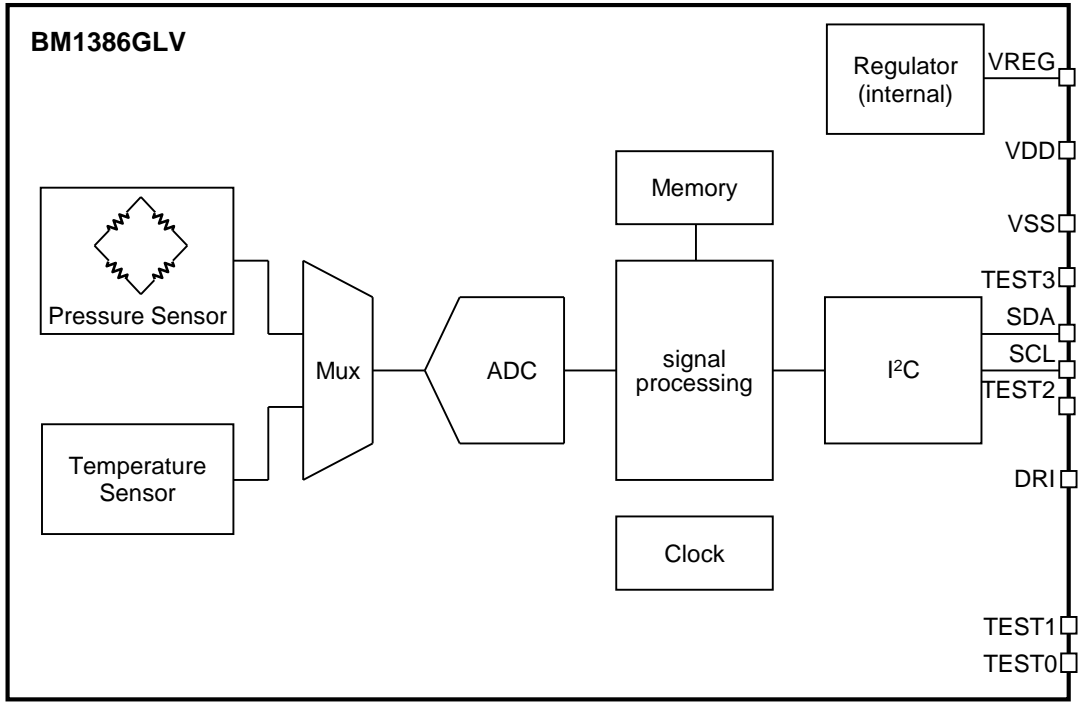 BM1386GLV
Regulator
(internal)
VREG
VDD
Memory
VSS
TEST3
Pressure Sensor
SDA
SCL
Mux
ADC
signal
processing
I²C
TEST2
Temperature
Sensor
DRI
Clock
TEST1
TEST0